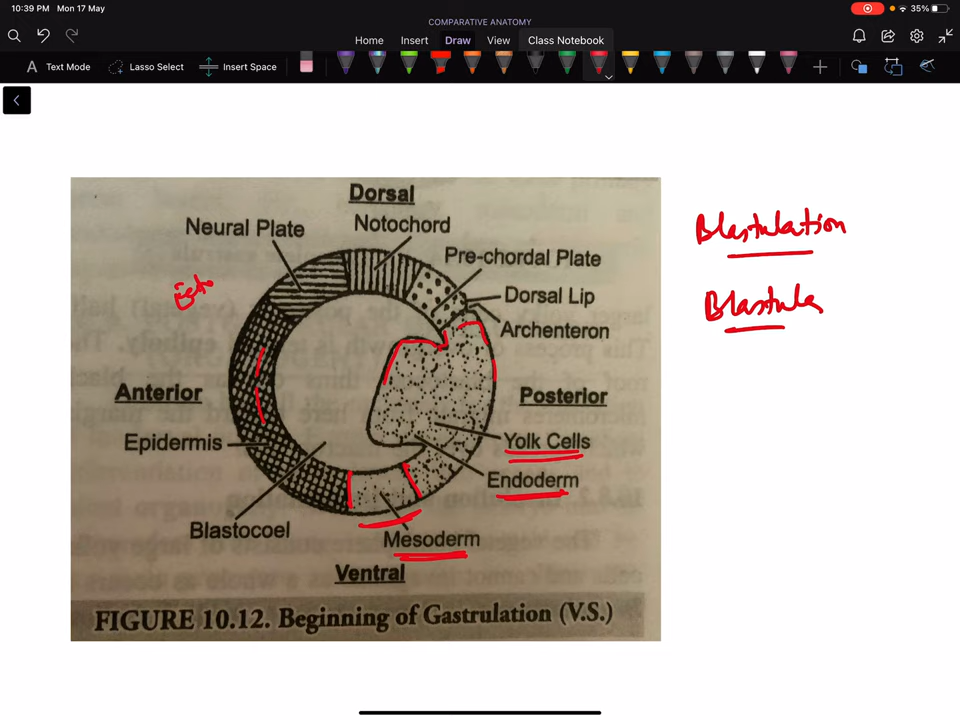 10:39 PM Mon 17 May
35%
COMPARATIVE ANATOMY
Home Insert Draw View Class Notebook
A Text Mode Lasso Select Insert Space
Dorsal
Neural Plate
Notochord
Pre-chordal Plate
Dorsal Lip
Archenteron
Ecto
Anterior
Posterior
Epidermis
Yolk Cells
Endoderm
Blastocoel
Mesoderm
Ventral
FIGURE 10.12. Beginning of Gastrulation (V.S.)
Blastulation
Blastula